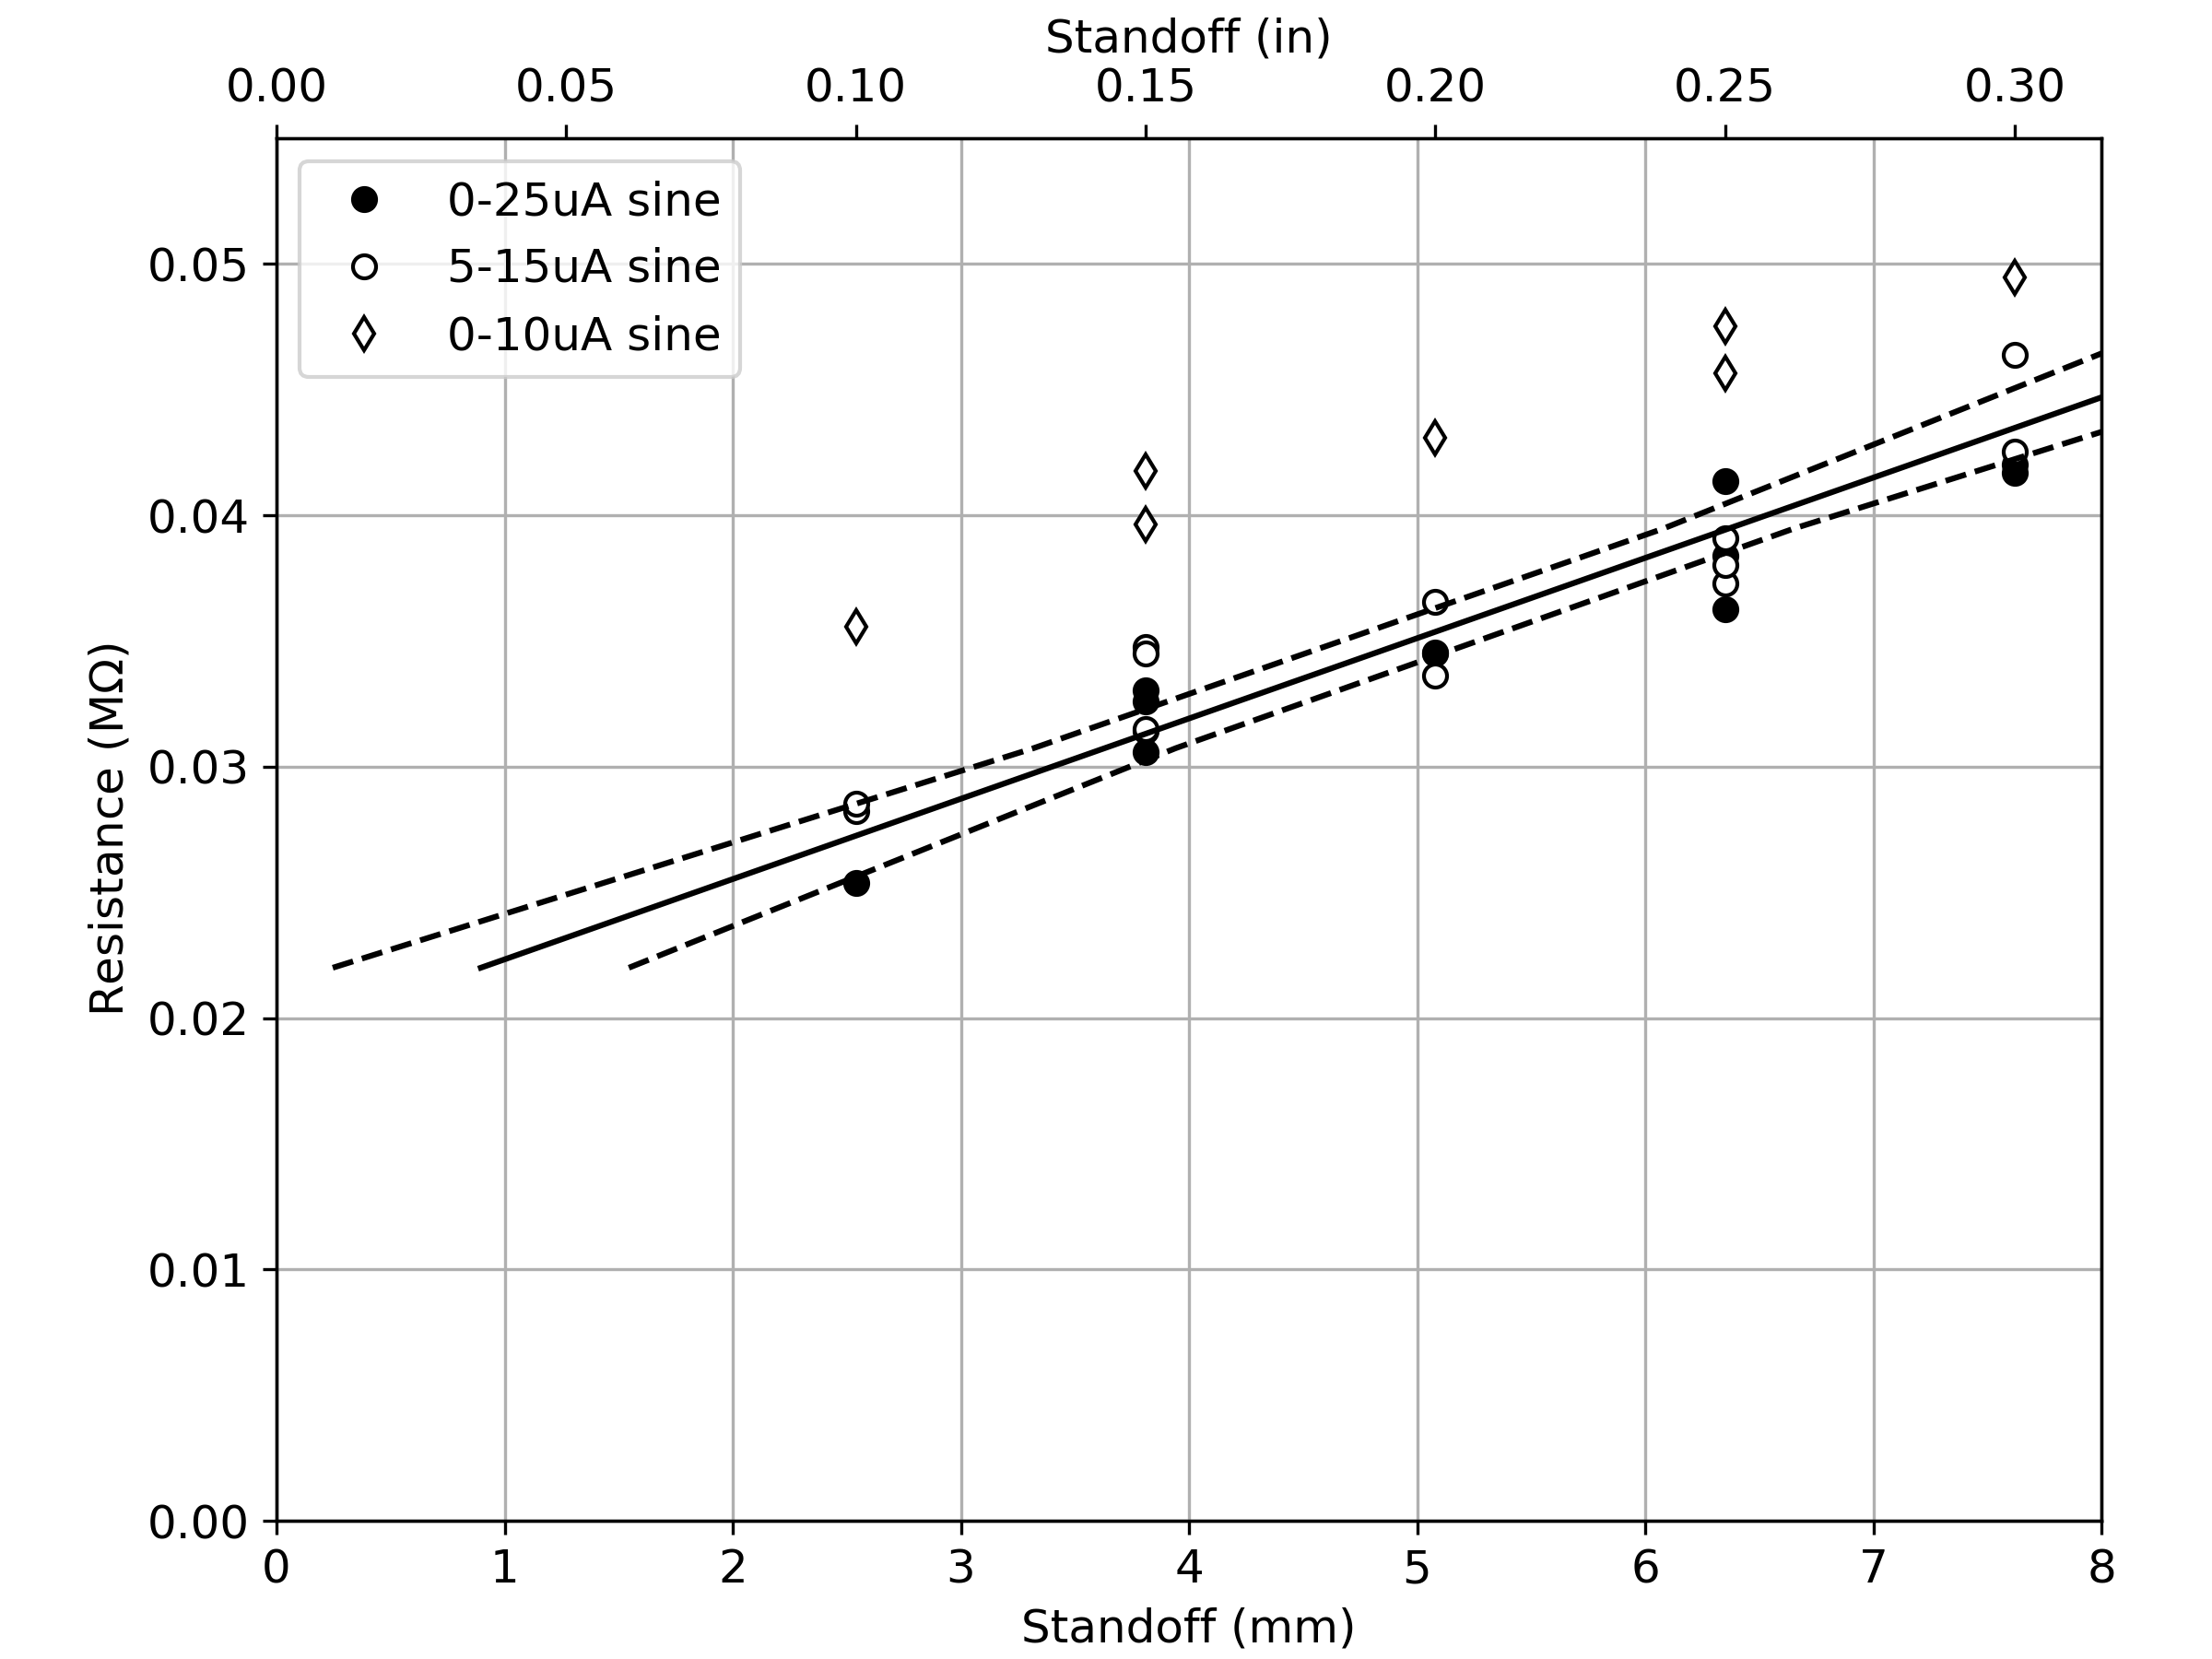 Standoff (in)
0.00 0.05 0.10 0.15 0.20 0.25 0.30
0-25uA sine
5-15uA sine
0-10uA sine
Resistance (MΩ)
0.05
0.04
0.03
0.02
0.01
0.00
0 1 2 3 4 5 6 7 8
Standoff (mm)